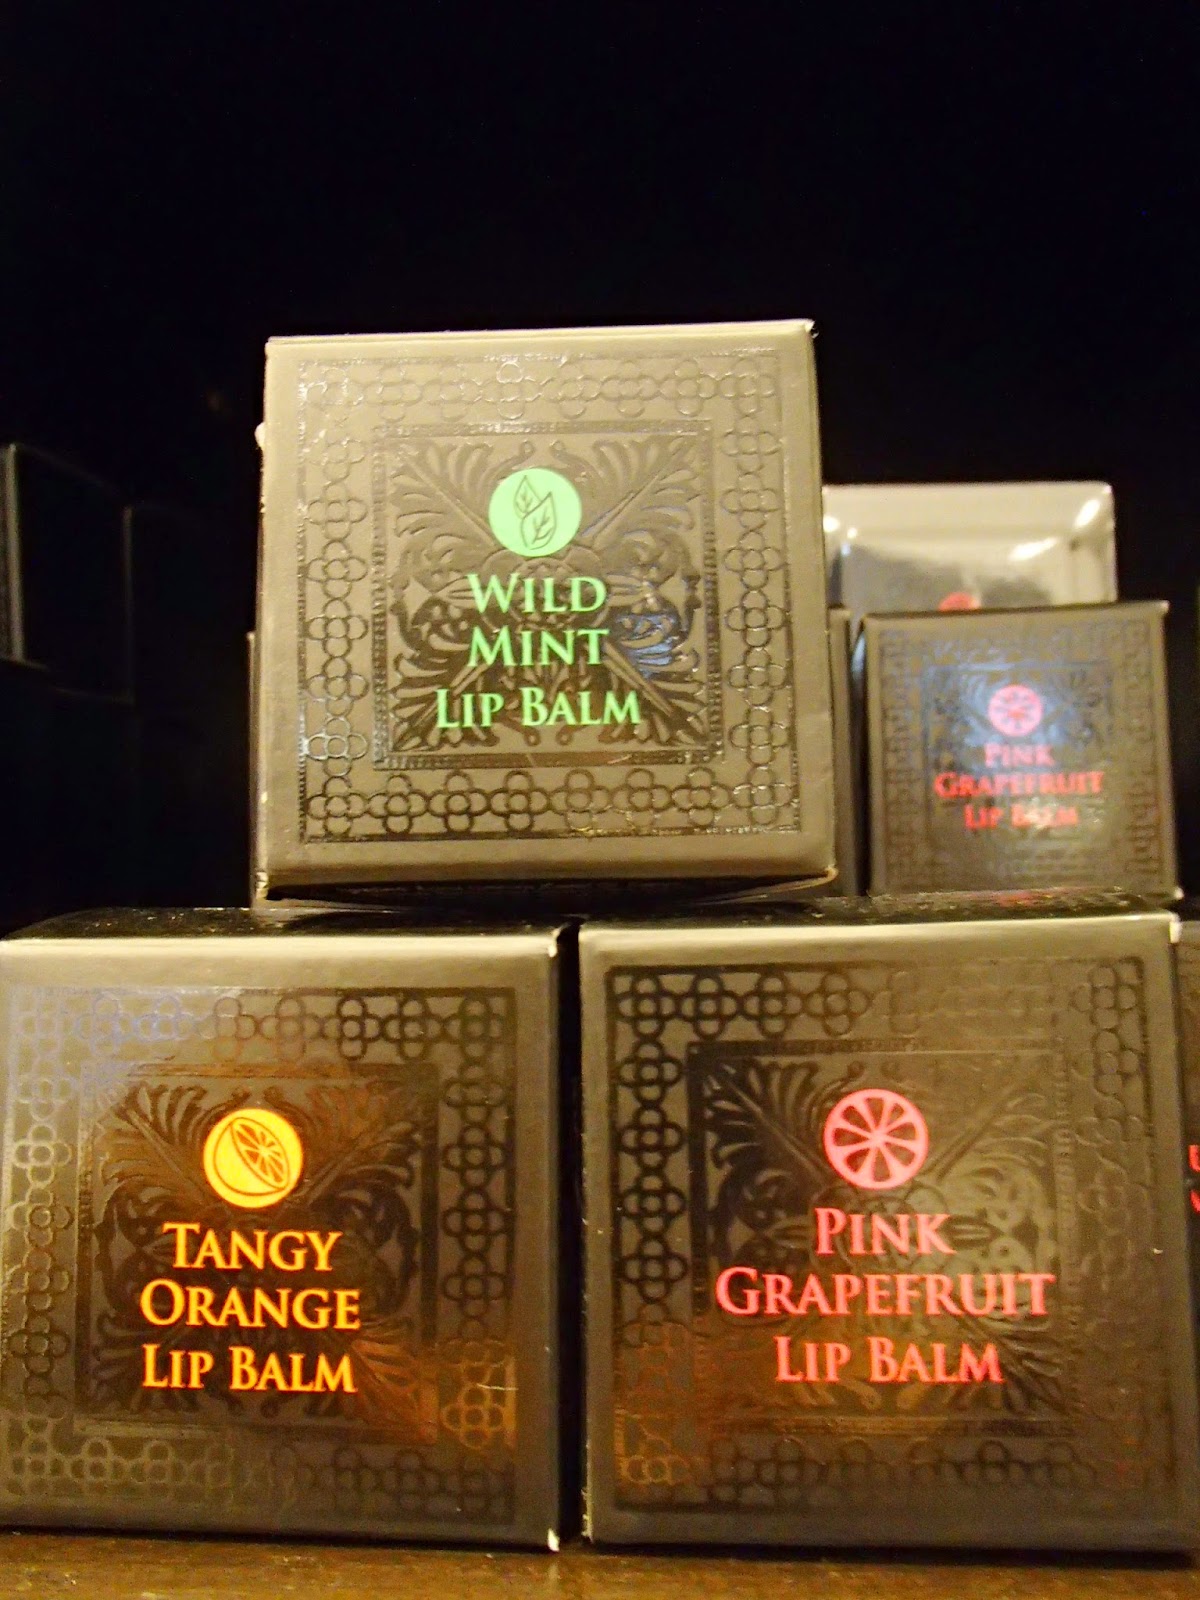 WILD
MINT
LIP BALM
PINK
GRAPEFRUIT
LIP BALM
TANGY
ORANGE
LIP BALM
PINK
GRAPEFRUIT
LIP BALM